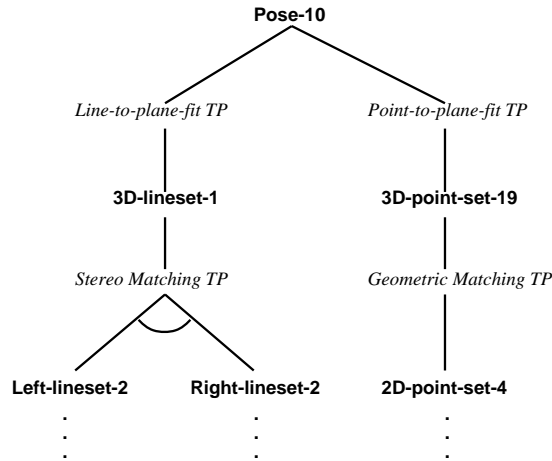 Pose-10
Line-to-plane-fit TP
Point-to-plane-fit TP
3D-lineset-1
3D-point-set-19
Stereo Matching TP
Geometric Matching TP
Left-lineset-2
Right-lineset-2
2D-point-set-4